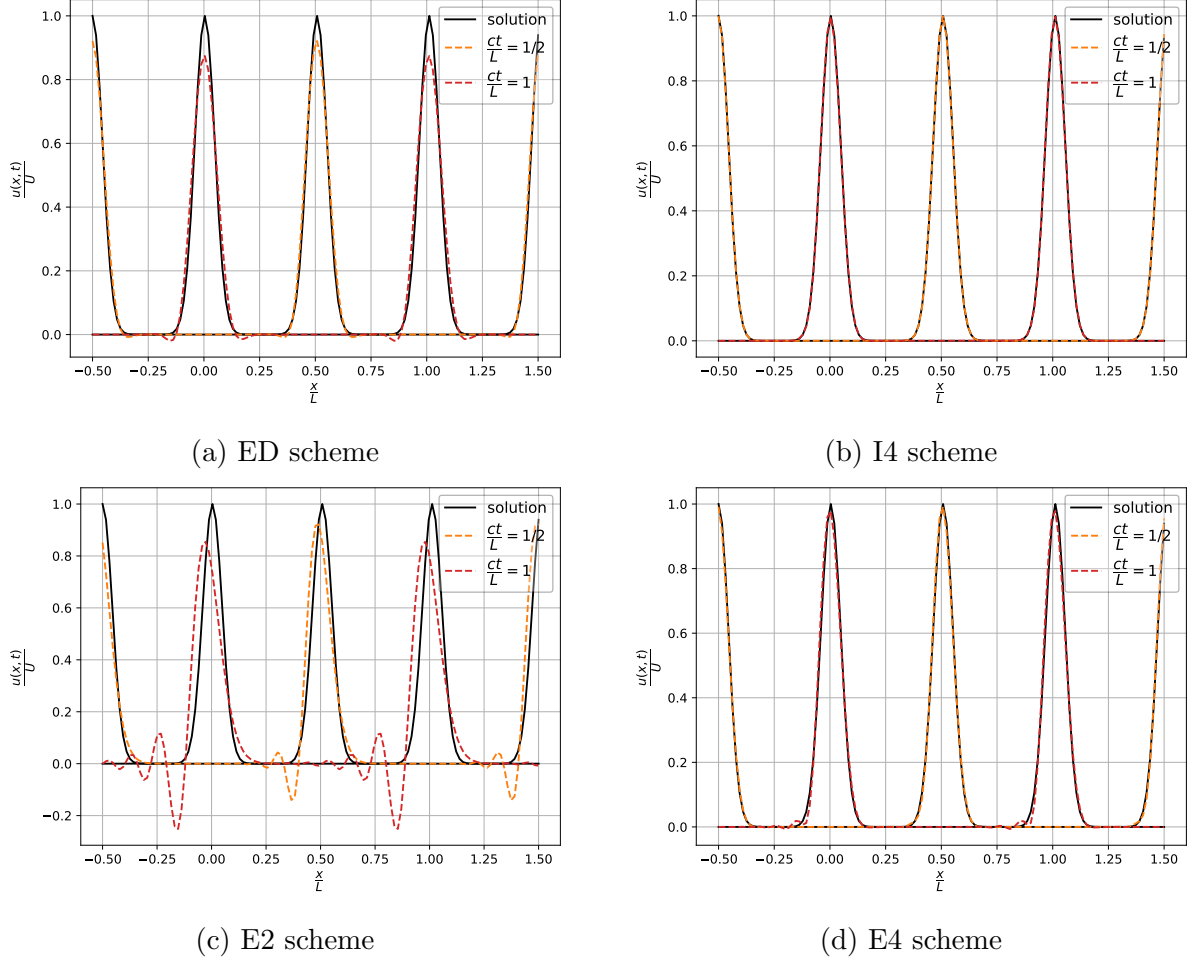 1.0
0.8
0.6
0.4
0.2
0.0
u(x, t)
U
−0.50
−0.25
0.00
0.25
0.50
0.75
1.00
1.25
1.50
x
L
solution
ct/L = 1/2
ct/L = 1
(a) ED scheme
1.0
0.8
0.6
0.4
0.2
0.0
u(x, t)
U
−0.50
−0.25
0.00
0.25
0.50
0.75
1.00
1.25
1.50
x
L
solution
ct/L = 1/2
ct/L = 1
(b) I4 scheme
1.0
0.8
0.6
0.4
0.2
0.0
−0.2
u(x, t)
U
−0.50
−0.25
0.00
0.25
0.50
0.75
1.00
1.25
1.50
x
L
solution
ct/L = 1/2
ct/L = 1
(c) E2 scheme
1.0
0.8
0.6
0.4
0.2
0.0
u(x, t)
U
−0.50
−0.25
0.00
0.25
0.50
0.75
1.00
1.25
1.50
x
L
solution
ct/L = 1/2
ct/L = 1
(d) E4 scheme